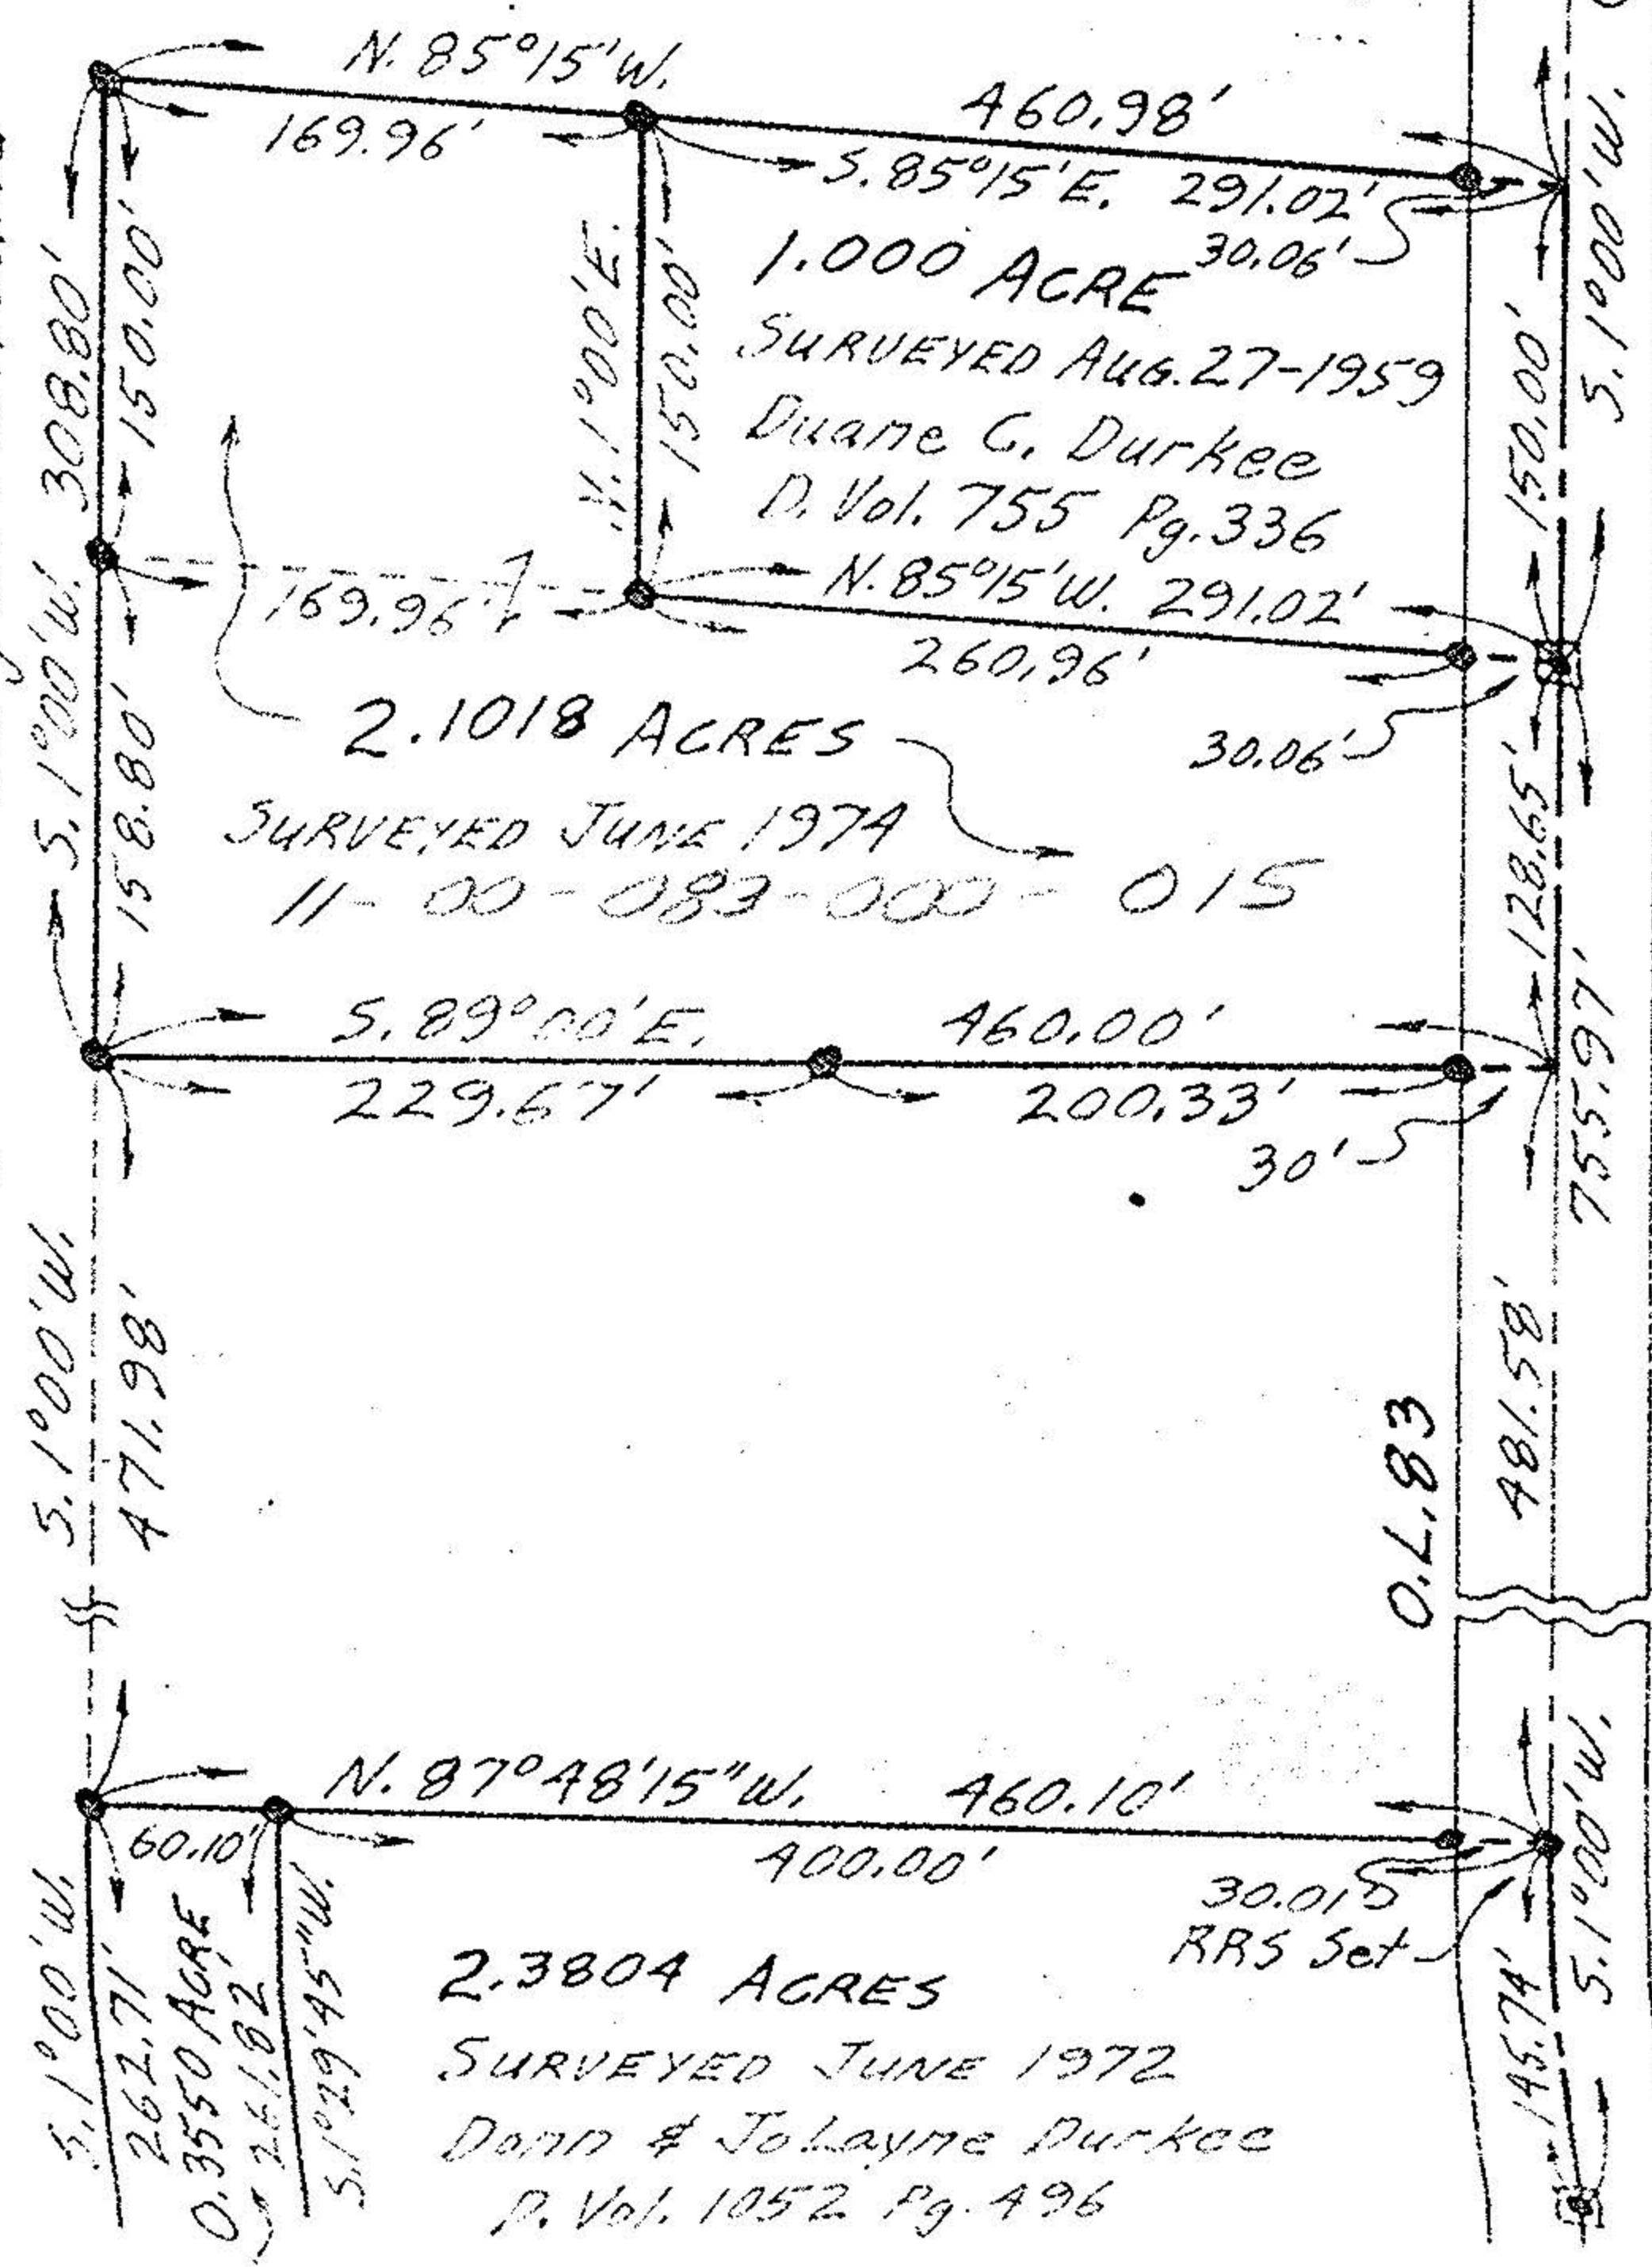 N. 85°15'W.
460.98'
169.96'
S. 85°15'E. 291.02'
30.06'
1.000 ACRE
SURVEYED AUG. 27-1959
Duane C. Durkee
D. Vol. 755 Pg. 336
N. 85°15'W. 291.02'
169.96'
260.96'
30.06'
N. 1°00'E.
150.00'
S. 1°00'W. 308.80'
150.00'
158.80'
150.00'
S. 1°00'W.
2.1018 ACRES
SURVEYED JUNE 1974
11-00-083-000-015
128.65'
755.97'
S. 89°00'E. 460.00'
229.67'
200.33'
30'
S. 1°00'W.
471.98'
O.L. 83
481.58'
N. 87°48'15"W. 460.10'
60.10'
400.00'
30.01'
RRS Set
S. 1°00'W.
262.71'
0.3550 ACRE
261.82'
S. 1°29'45"W.
2.3804 ACRES
SURVEYED JUNE 1972
Donn & JoLayne Durkee
D. Vol. 1052 Pg. 496
145.74'
S. 1°00'W.